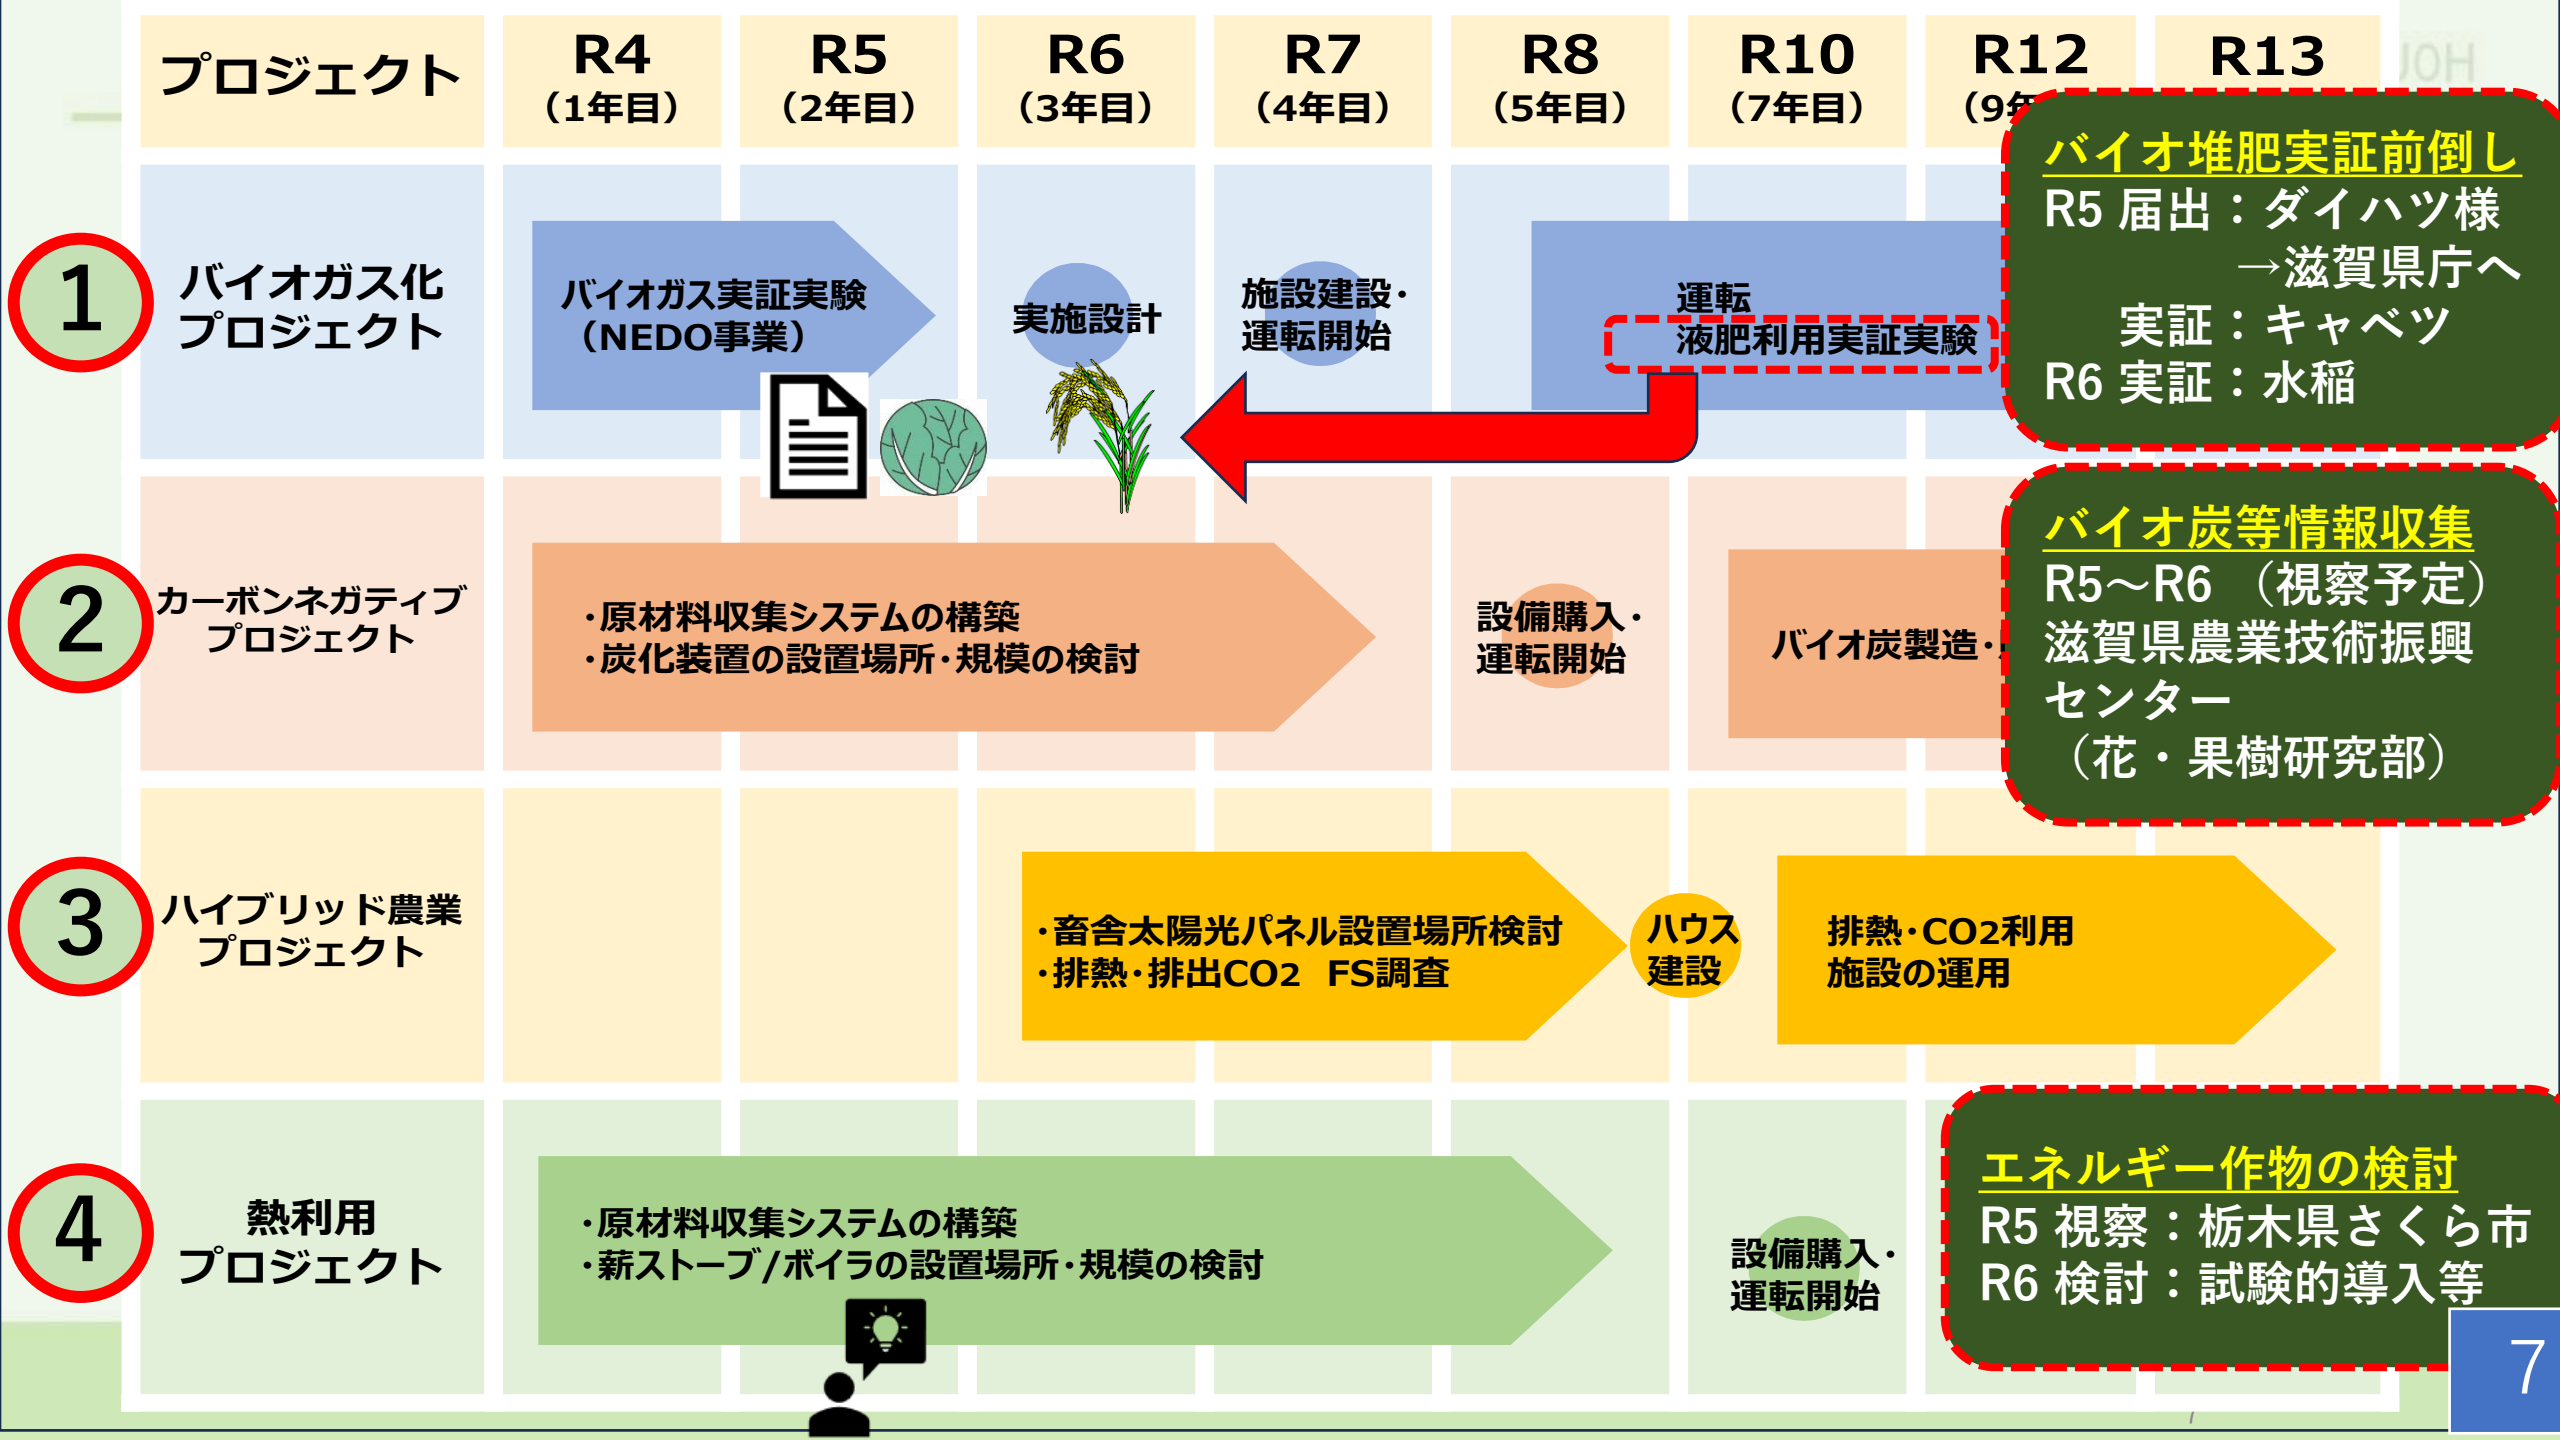 プロジェクト
R4
（1年目）
R5
（2年目）
R6
（3年目）
R7
（4年目）
R8
（5年目）
R10
（7年目）
R12
（9年
R13
1
バイオガス化
プロジェクト
バイオガス実証実験
（NEDO事業）
実施設計
施設建設・
運転開始
運転
液肥利用実証実験
バイオ堆肥実証前倒し
R5 届出：ダイハツ様
→滋賀県庁へ
実証：キャベツ
R6 実証：水稲
2
カーボンネガティブ
プロジェクト
・原材料収集システムの構築
・炭化装置の設置場所・規模の検討
設備購入・
運転開始
バイオ炭製造・
バイオ炭等情報収集
R5～R6 （視察予定）
滋賀県農業技術振興
センター
（花・果樹研究部）
3
ハイブリッド農業
プロジェクト
・畜舎太陽光パネル設置場所検討
・排熱・排出CO2 FS調査
ハウス
建設
排熱・CO2利用
施設の運用
4
熱利用
プロジェクト
・原材料収集システムの構築
・薪ストーブ/ボイラの設置場所・規模の検討
設備購入・
運転開始
エネルギー作物の検討
R5 視察：栃木県さくら市
R6 検討：試験的導入等
7